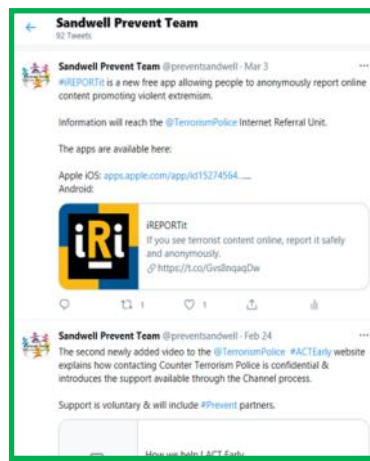 Sandwell Prevent Team
92 Tweets
Sandwell Prevent Team @preventsandwell · Mar 3
#iREPORTit is a new free app allowing people to anonymously report online
content promoting violent extremism.
Information will reach the @TerrorismPolice Internet Referral Unit.
The apps are available here:
Apple iOS: apps.apple.com/app/id15274564......
Android:
iRi
iREPORTit
If you see terrorist content online, report it safely
and anonymously.
https://t.co/Gvs8nqaqDw
1
1
Sandwell Prevent Team @preventsandwell · Feb 24
The second newly added video to the @TerrorismPolice #ACTEarly website
explains how contacting Counter Terrorism Police is confidential &
introduces the support available through the Channel process.
Support is voluntary & will include #Prevent partners.
How we help | ACT Early